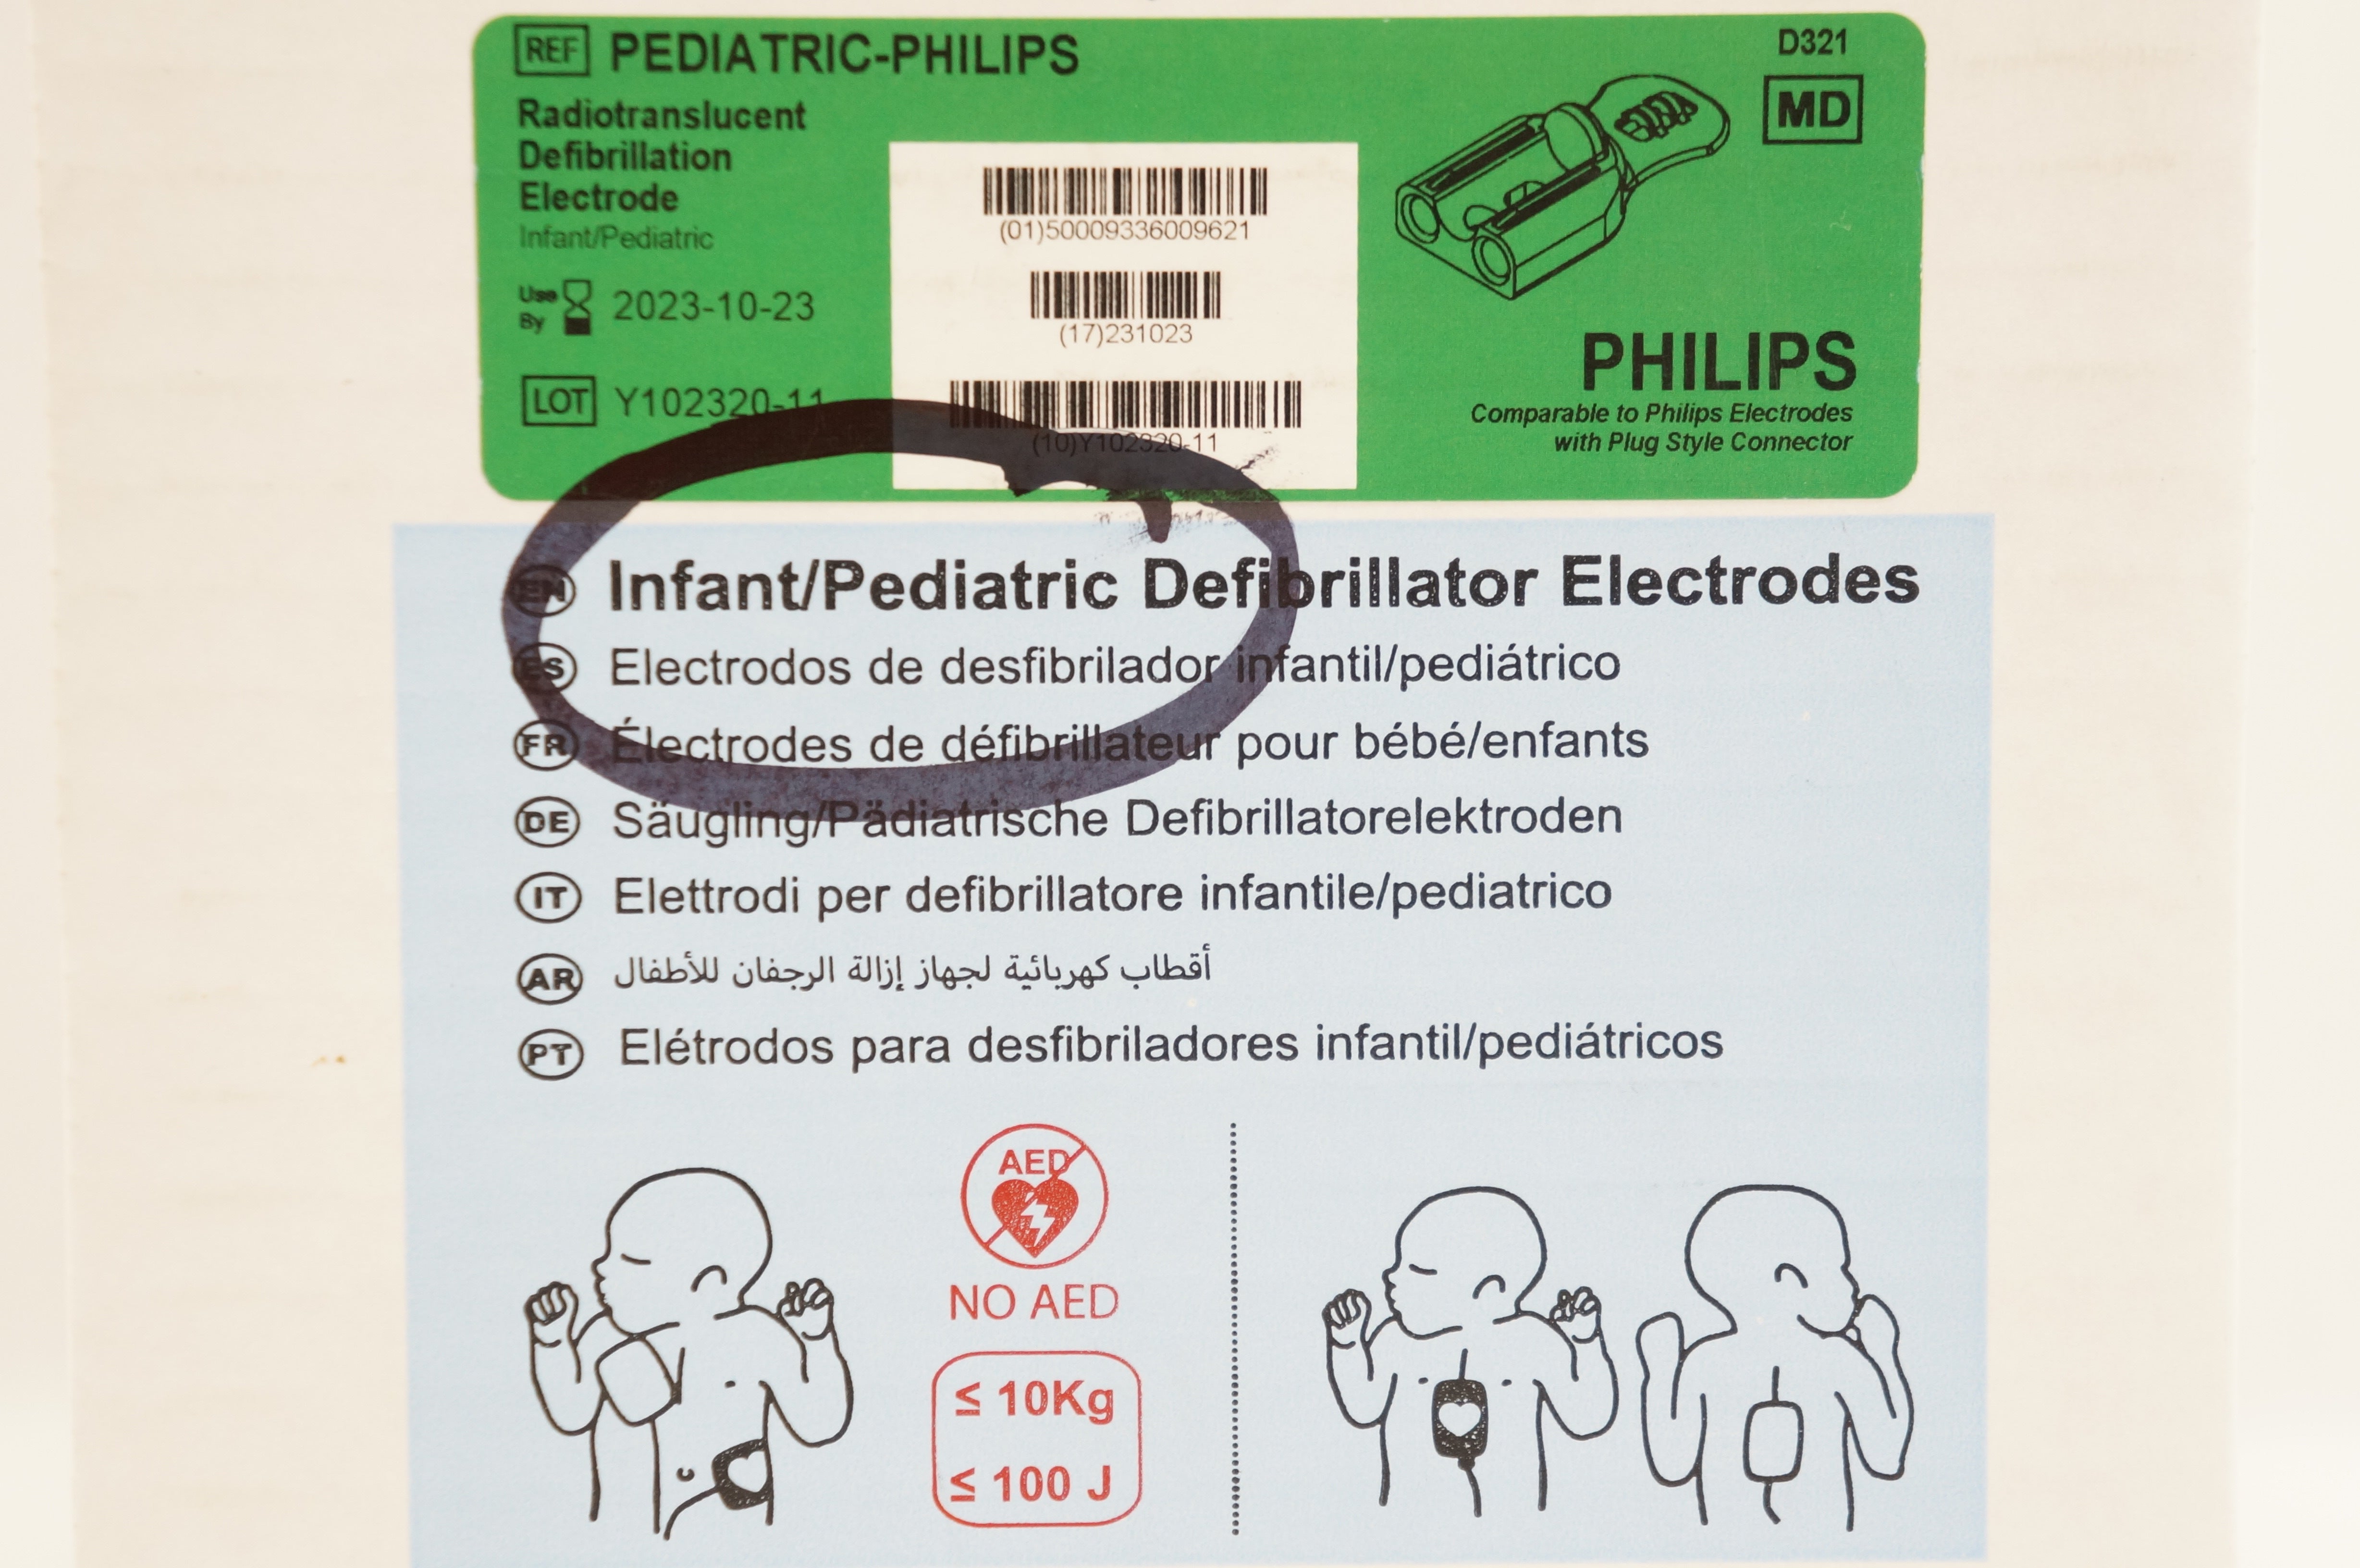 REF PEDIATRIC-PHILIPS
D321
MD
Radiotranslucent
Defibrillation
Electrode
Infant/Pediatric
Use
By
2023-10-23
LOT Y102320-11
(01)50009336009621
(17)231023
(10)Y102320-11
PHILIPS
Comparable to Philips Electrodes
with Plug Style Connector
EN Infant/Pediatric Defibrillator Electrodes
ES Electrodos de desfibrilador infantil/pediátrico
FR Électrodes de défibrillateur pour bébé/enfants
DE Säugling/Pädiatrische Defibrillatorelektroden
IT Elettrodi per defibrillatore infantile/pediatrico
AR أقطاب كهربائية لجهاز إزالة الرجفان للأطفال
PT Elétrodos para desfibriladores infantil/pediátricos
AED
NO AED
≤ 10Kg
≤ 100 J